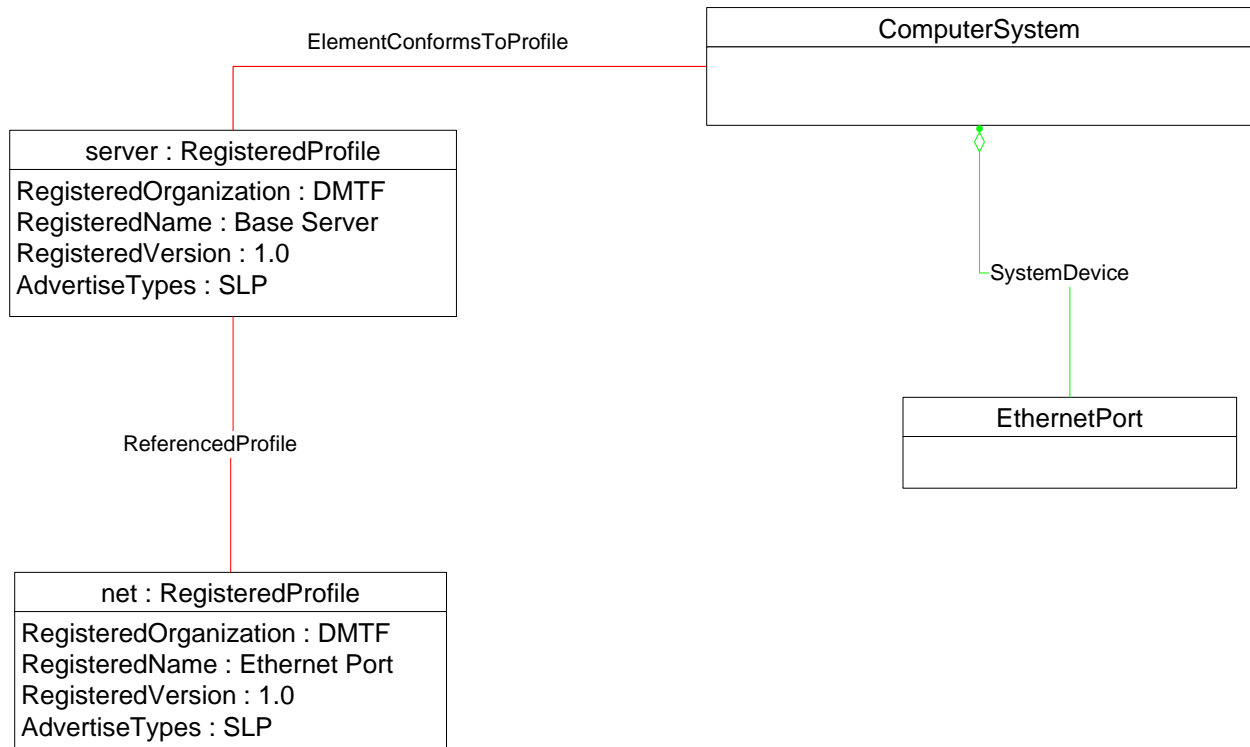 ElementConformsToProfile
ComputerSystem
server : RegisteredProfile
RegisteredOrganization : DMTF
RegisteredName : Base Server
RegisteredVersion : 1.0
AdvertiseTypes : SLP
SystemDevice
EthernetPort
ReferencedProfile
net : RegisteredProfile
RegisteredOrganization : DMTF
RegisteredName : Ethernet Port
RegisteredVersion : 1.0
AdvertiseTypes : SLP